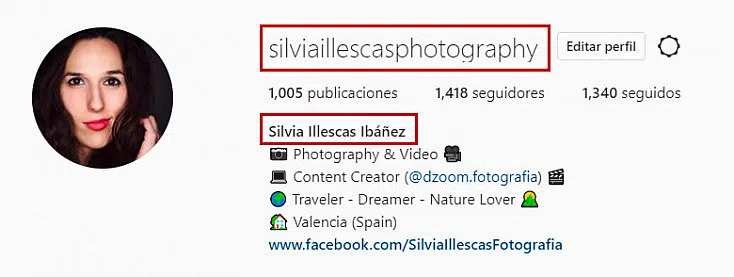 silviaillescasphotography Editar perfil
1,005 publicaciones 1,418 seguidores 1,340 seguidos
Silvia Illescas Ibáñez
Photography & Video
Content Creator (@dzoom.fotografia)
Traveler - Dreamer - Nature Lover
Valencia (Spain)
www.facebook.com/SilviaIllescasFotografia